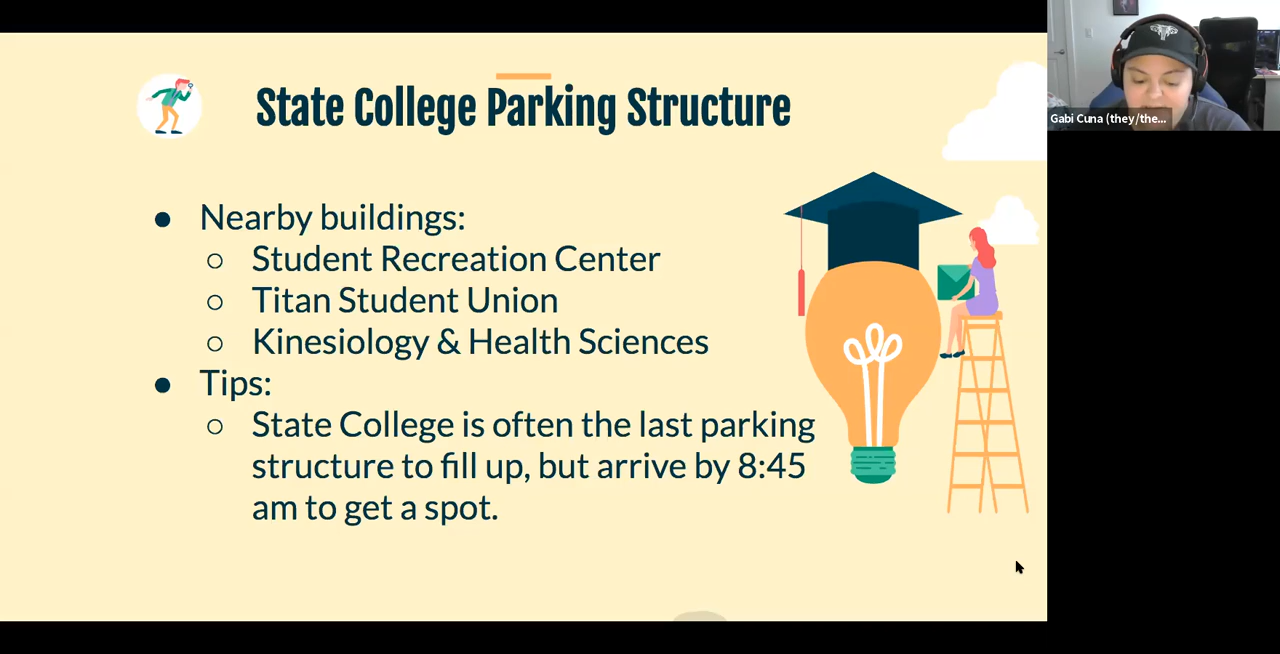 State College Parking Structure
Gabi Cuna (they/the...
● Nearby buildings:
○ Student Recreation Center
○ Titan Student Union
○ Kinesiology & Health Sciences
● Tips:
○ State College is often the last parking
structure to fill up, but arrive by 8:45
am to get a spot.